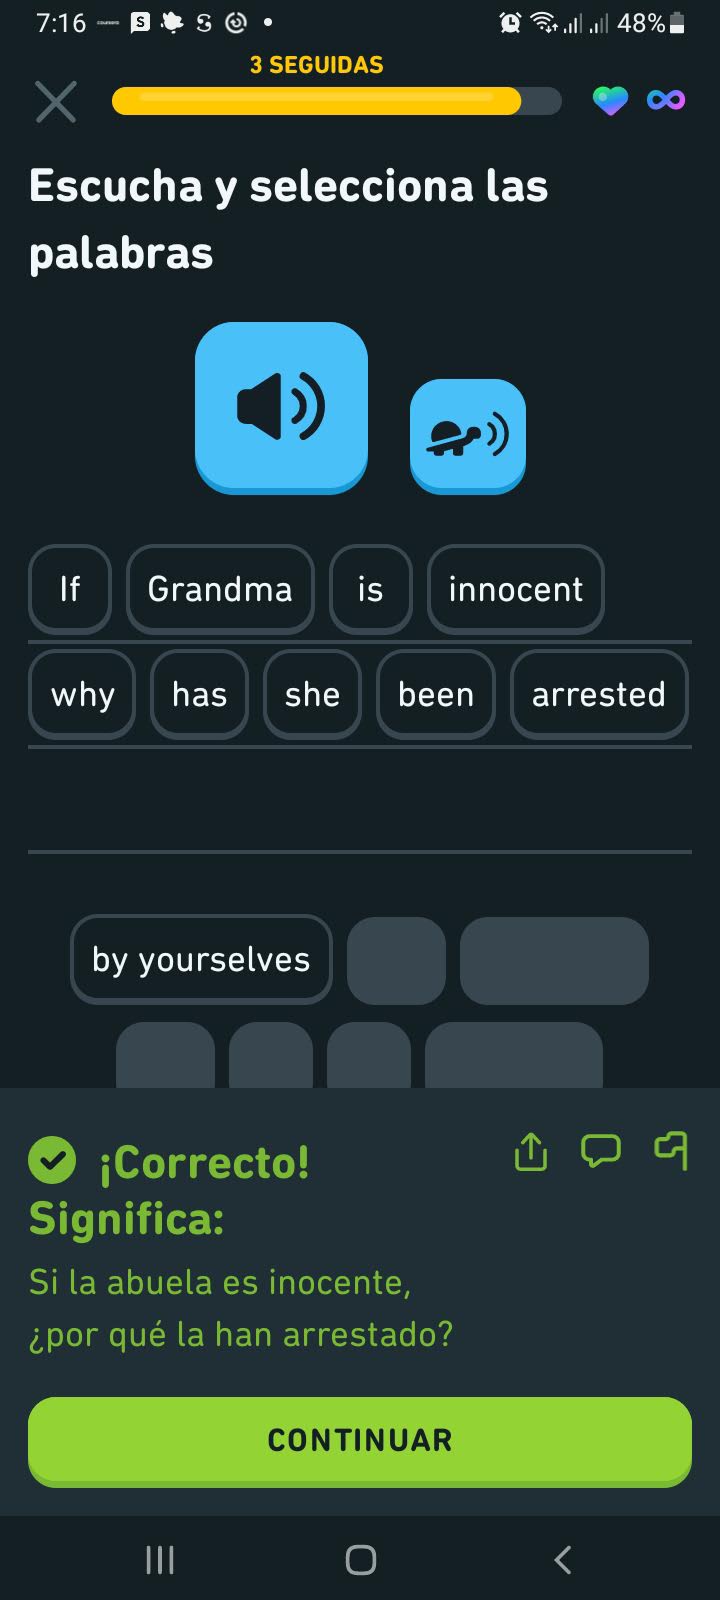 7:16 S S 48%
3 SEGUIDAS
Escucha y selecciona las
palabras
If Grandma is innocent
why has she been arrested
by yourselves
¡Correcto!
Significa:
Si la abuela es inocente,
¿por qué la han arrestado?
CONTINUAR